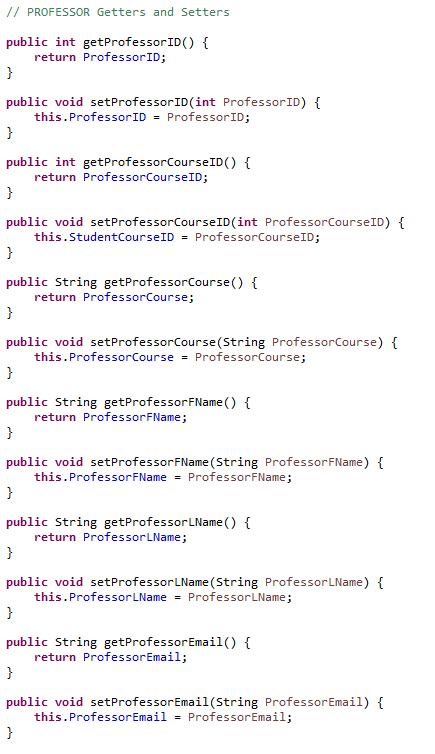 // PROFESSOR Getters and Setters
public int getProfessorID() {
return ProfessorID;
}
public void setProfessorID(int ProfessorID) {
this.ProfessorID = ProfessorID;
}
public int getProfessorCourseID() {
return ProfessorCourseID;
}
public void setProfessorCourseID(int ProfessorCourseID) {
this.StudentCourseID = ProfessorCourseID;
}
public String getProfessorCourse() {
return ProfessorCourse;
}
public void setProfessorCourse(String ProfessorCourse) {
this.ProfessorCourse = ProfessorCourse;
}
public String getProfessorFName() {
return ProfessorFName;
}
public void setProfessorFName(String ProfessorFName) {
this.ProfessorFName = ProfessorFName;
}
public String getProfessorLName() {
return ProfessorLName;
}
public void setProfessorLName(String ProfessorLName) {
this.ProfessorLName = ProfessorLName;
}
public String getProfessorEmail() {
return ProfessorEmail;
}
public void setProfessorEmail(String ProfessorEmail) {
this.ProfessorEmail = ProfessorEmail;
}